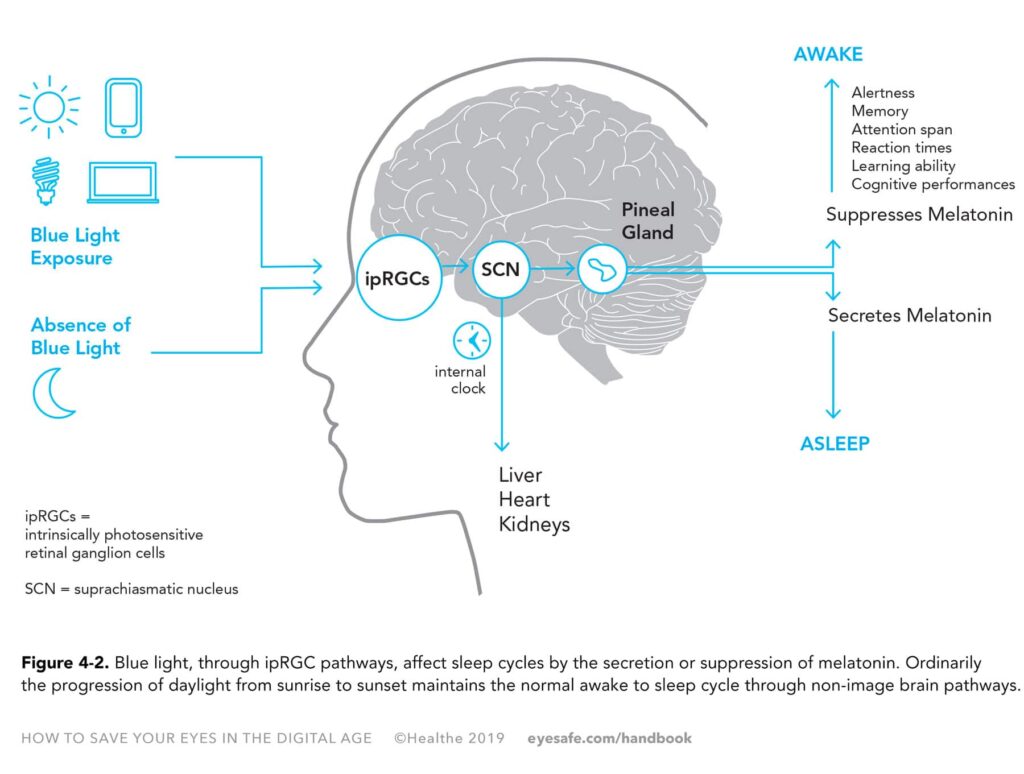 AWAKE
Alertness
Memory
Attention span
Reaction times
Learning ability
Cognitive performances
Suppresses Melatonin
Blue Light
Exposure
Pineal
Gland
ipRGCs
SCN
Absence of
Blue Light
Secretes Melatonin
internal
clock
ASLEEP
Liver
Heart
Kidneys
ipRGCs =
intrinsically photosensitive
retinal ganglion cells
SCN = suprachiasmatic nucleus
Figure 4-2. Blue light, through ipRGC pathways, affect sleep cycles by the secretion or suppression of melatonin. Ordinarily
the progression of daylight from sunrise to sunset maintains the normal awake to sleep cycle through non-image brain pathways.
HOW TO SAVE YOUR EYES IN THE DIGITAL AGE ©Healthe 2019 eyesafe.com/handbook